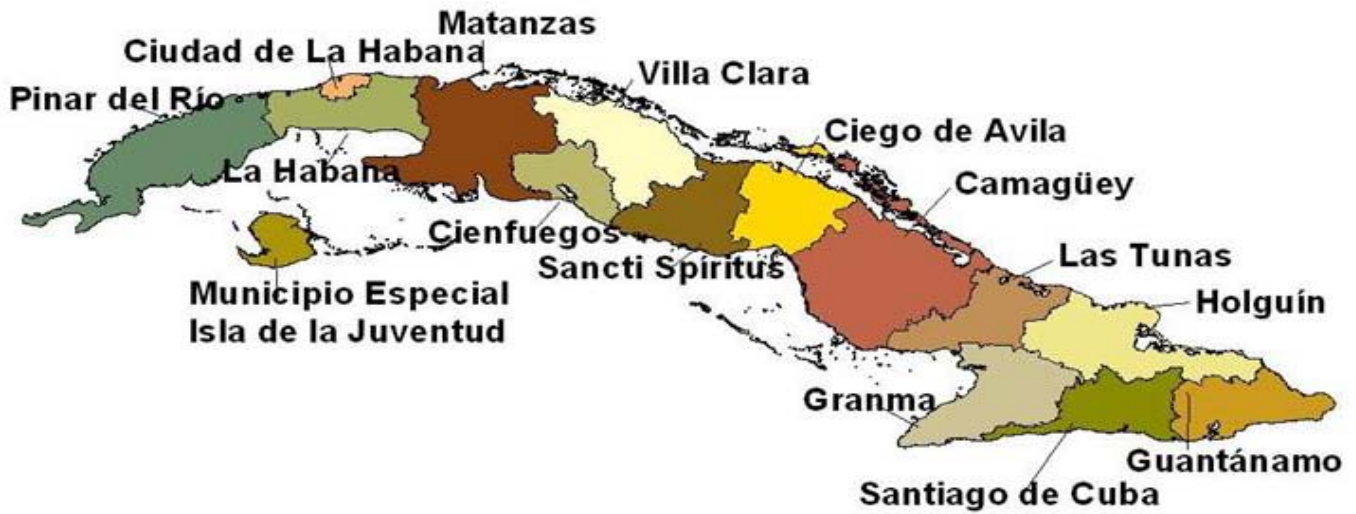 Matanzas
Ciudad de La Habana
Villa Clara
Pinar del Río
Ciego de Avila
La Habana
Camagüey
Cienfuegos
Sancti Spíritus
Las Tunas
Municipio Especial
Isla de la Juventud
Holguín
Granma
Guantánamo
Santiago de Cuba